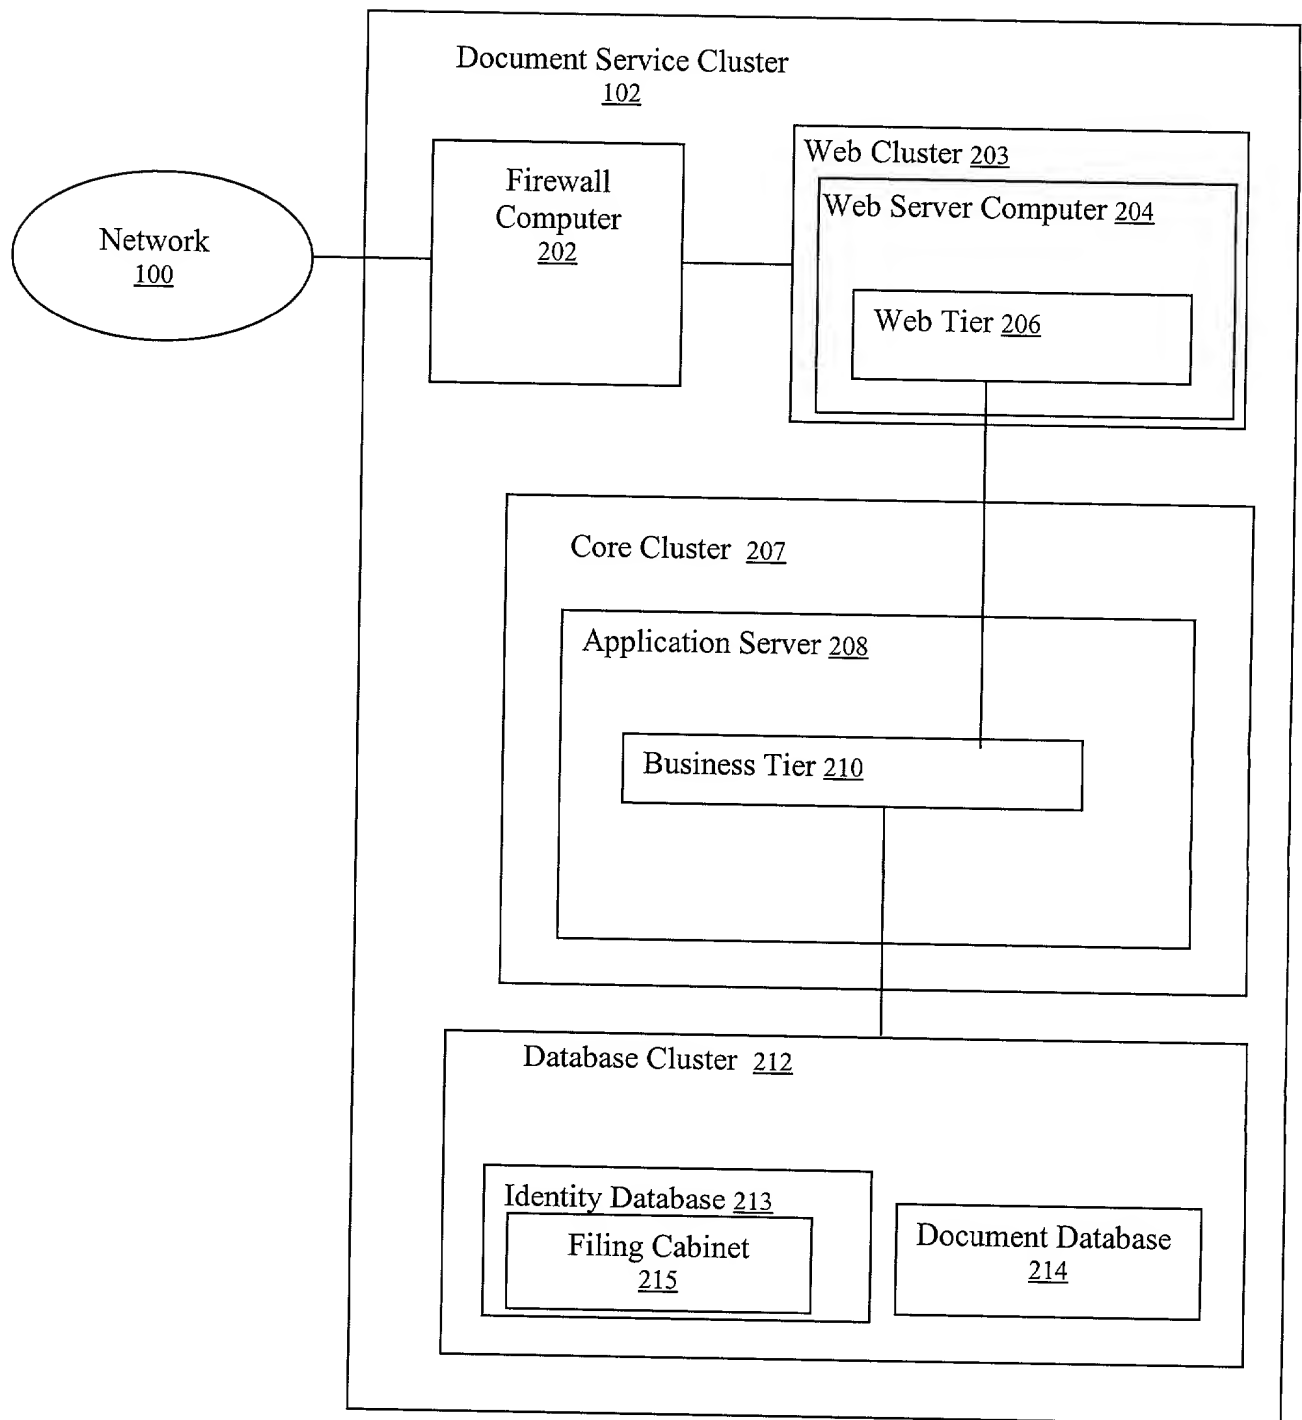 Document Service Cluster
102
Network
100
Firewall
Computer
202
Web Cluster 203
Web Server Computer 204
Web Tier 206
Core Cluster 207
Application Server 208
Business Tier 210
Database Cluster 212
Identity Database 213
Filing Cabinet
215
Document Database
214